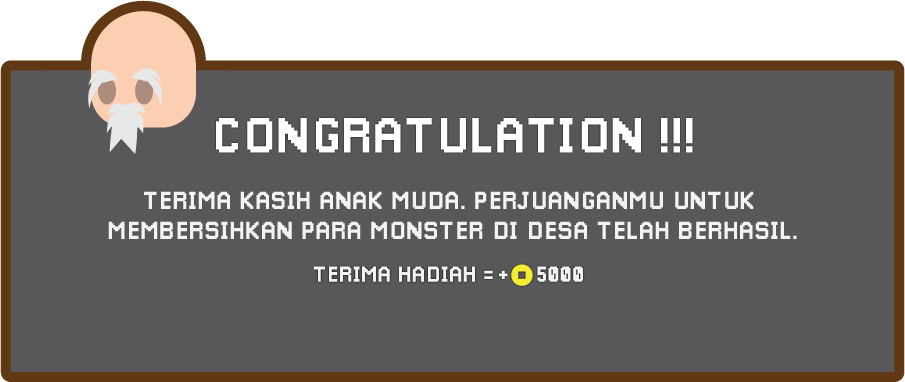 CONGRATULATION !!!
TERIMA KASIH ANAK MUDA. PERJUANGANMU UNTUK
MEMBERSIHKAN PARA MONSTER DI DESA TELAH BERHASIL.
TERIMA HADIAH = + 5000